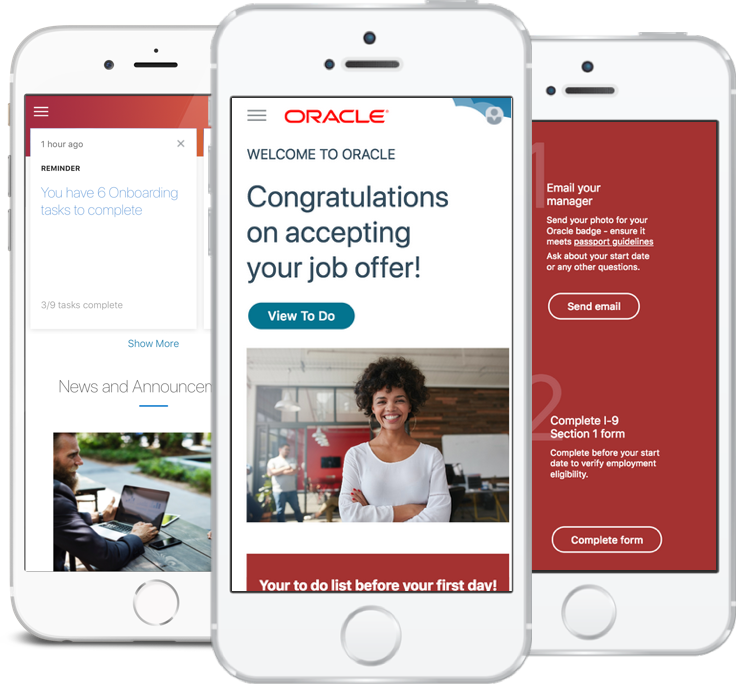 1 hour ago
REMINDER
You have 6 Onboarding
tasks to complete
3/9 tasks complete
Show More
News and Announcem
ORACLE
WELCOME TO ORACLE
Congratulations
on accepting
your job offer!
View To Do
Your to do list before your first day!
1
Email your
manager
Send your photo for your
Oracle badge - ensure it
meets passport guidelines
Ask about your start date
or any other questions.
Send email
2
Complete I-9
Section 1 form
Complete before your start
date to verify employment
eligibility.
Complete form